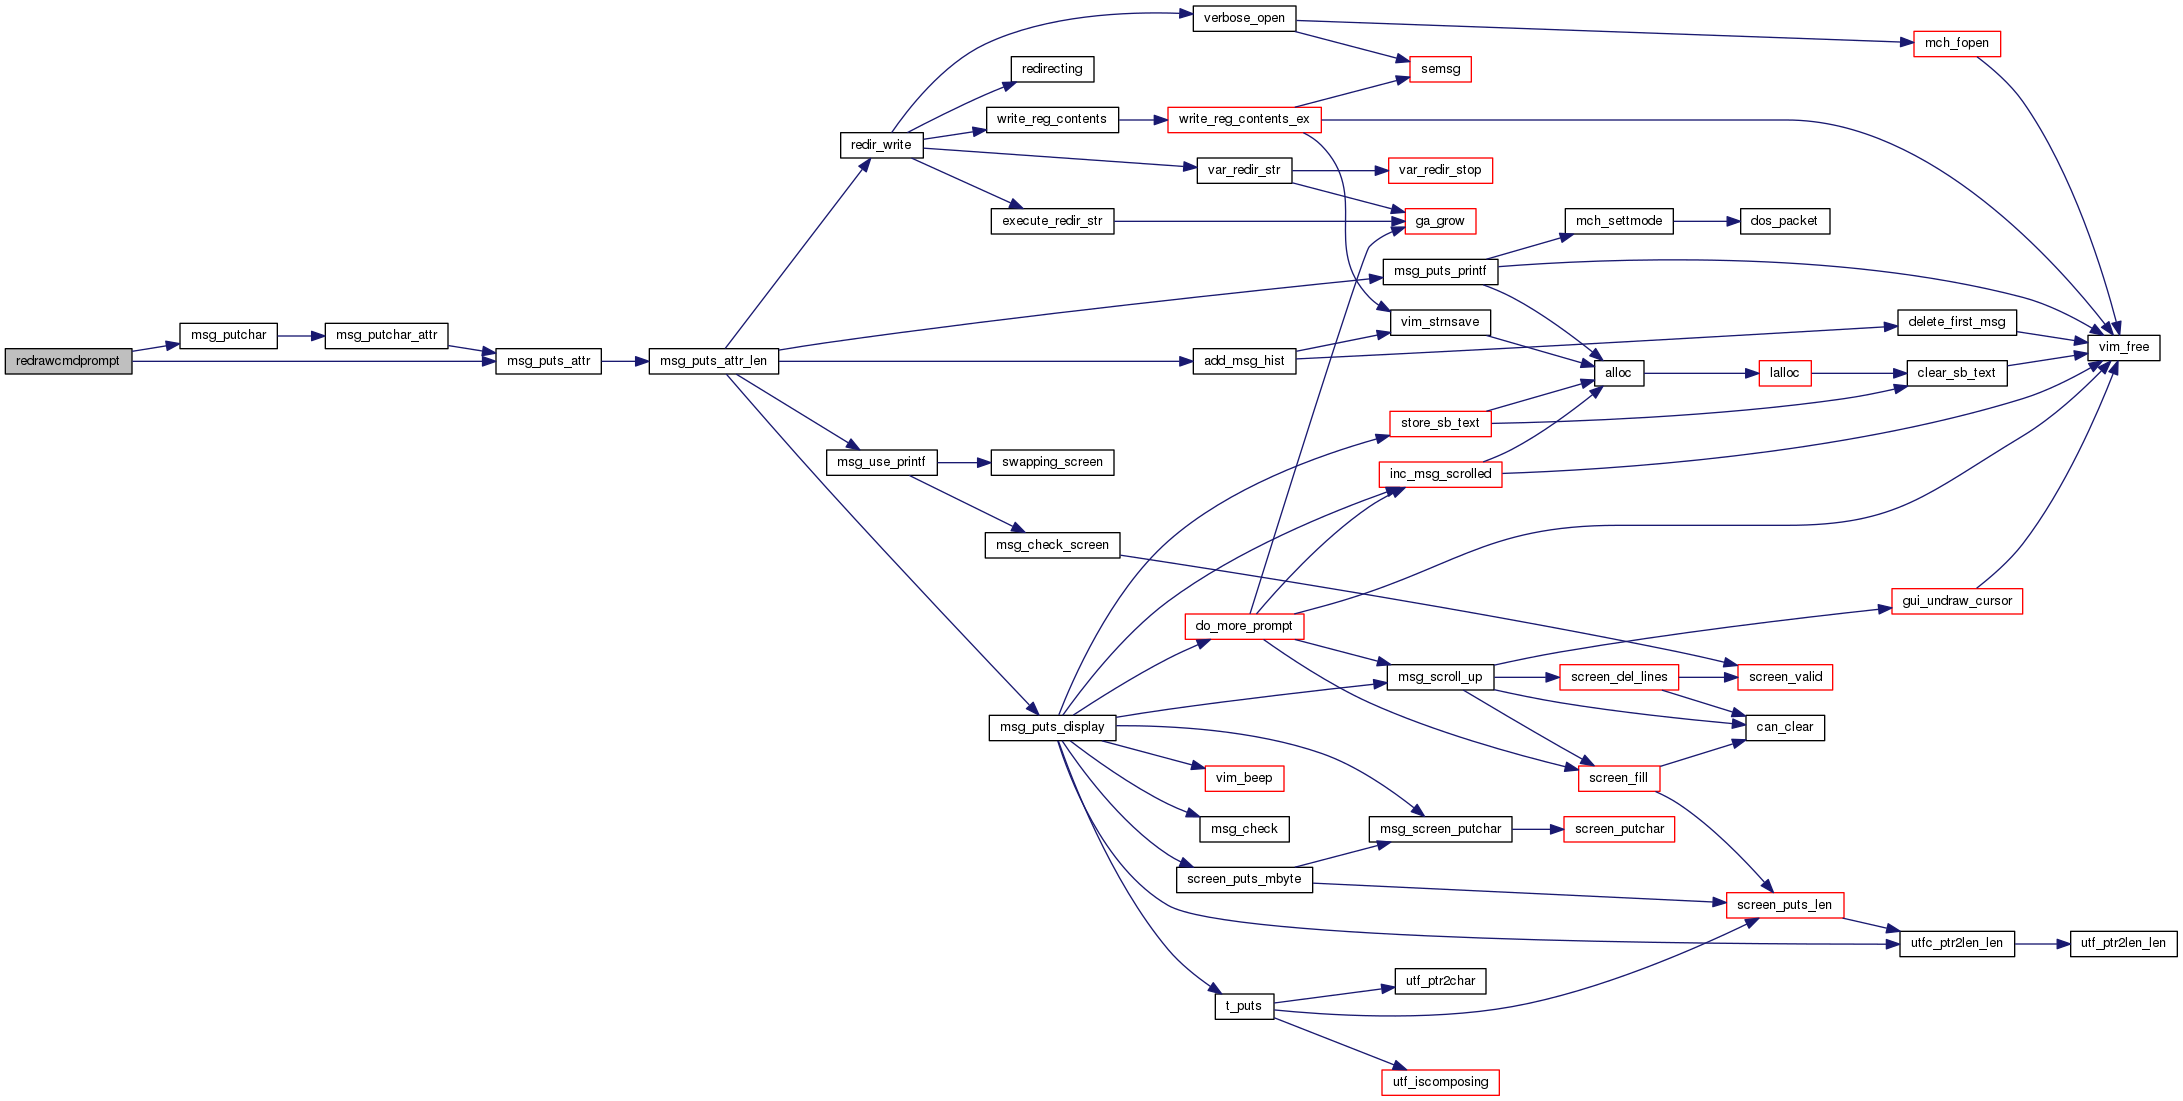 redrawcmdprompt
msg_putchar
msg_putchar_attr
msg_puts_attr
msg_puts_attr_len
redir_write
verbose_open
mch_fopen
semsg
redirecting
write_reg_contents
write_reg_contents_ex
var_redir_str
var_redir_stop
execute_redir_str
ga_grow
mch_settmode
dos_packet
msg_puts_printf
vim_strnsave
delete_first_msg
vim_free
add_msg_hist
alloc
lalloc
clear_sb_text
store_sb_text
msg_use_printf
swapping_screen
inc_msg_scrolled
msg_check_screen
gui_undraw_cursor
do_more_prompt
msg_scroll_up
screen_del_lines
screen_valid
msg_puts_display
can_clear
vim_beep
screen_fill
msg_check
msg_screen_putchar
screen_putchar
screen_puts_mbyte
screen_puts_len
utfc_ptr2len_len
utf_ptr2len_len
utf_ptr2char
t_puts
utf_iscomposing